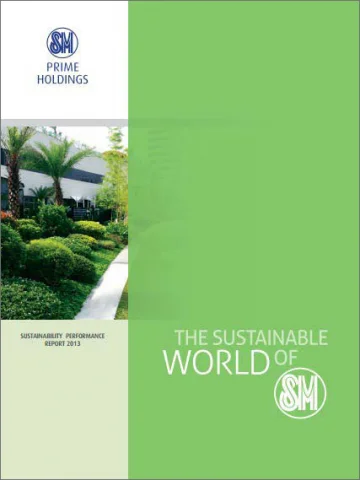 SM
PRIME
HOLDINGS
SUSTAINABILITY PERFORMANCE
REPORT 2013
THE SUSTAINABLE
WORLD OF
SM